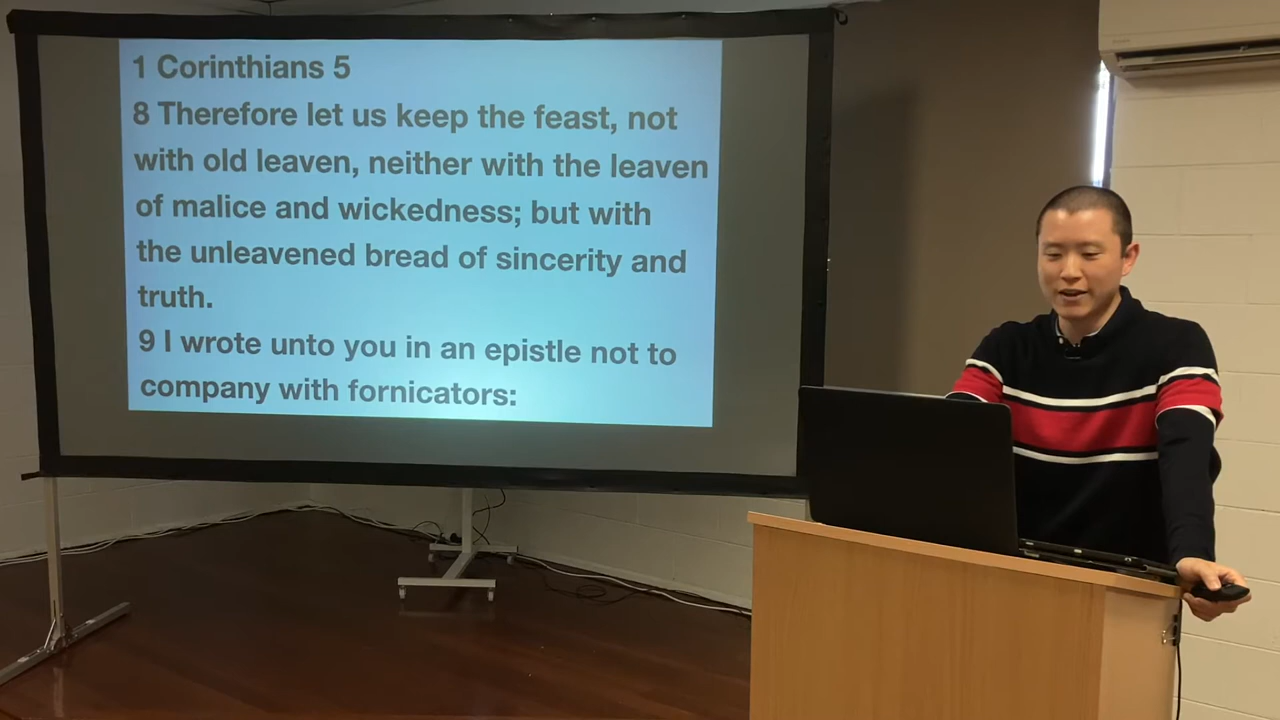 1 Corinthians 5
8 Therefore let us keep the feast, not
with old leaven, neither with the leaven
of malice and wickedness; but with
the unleavened bread of sincerity and
truth.
9 I wrote unto you in an epistle not to
company with fornicators: